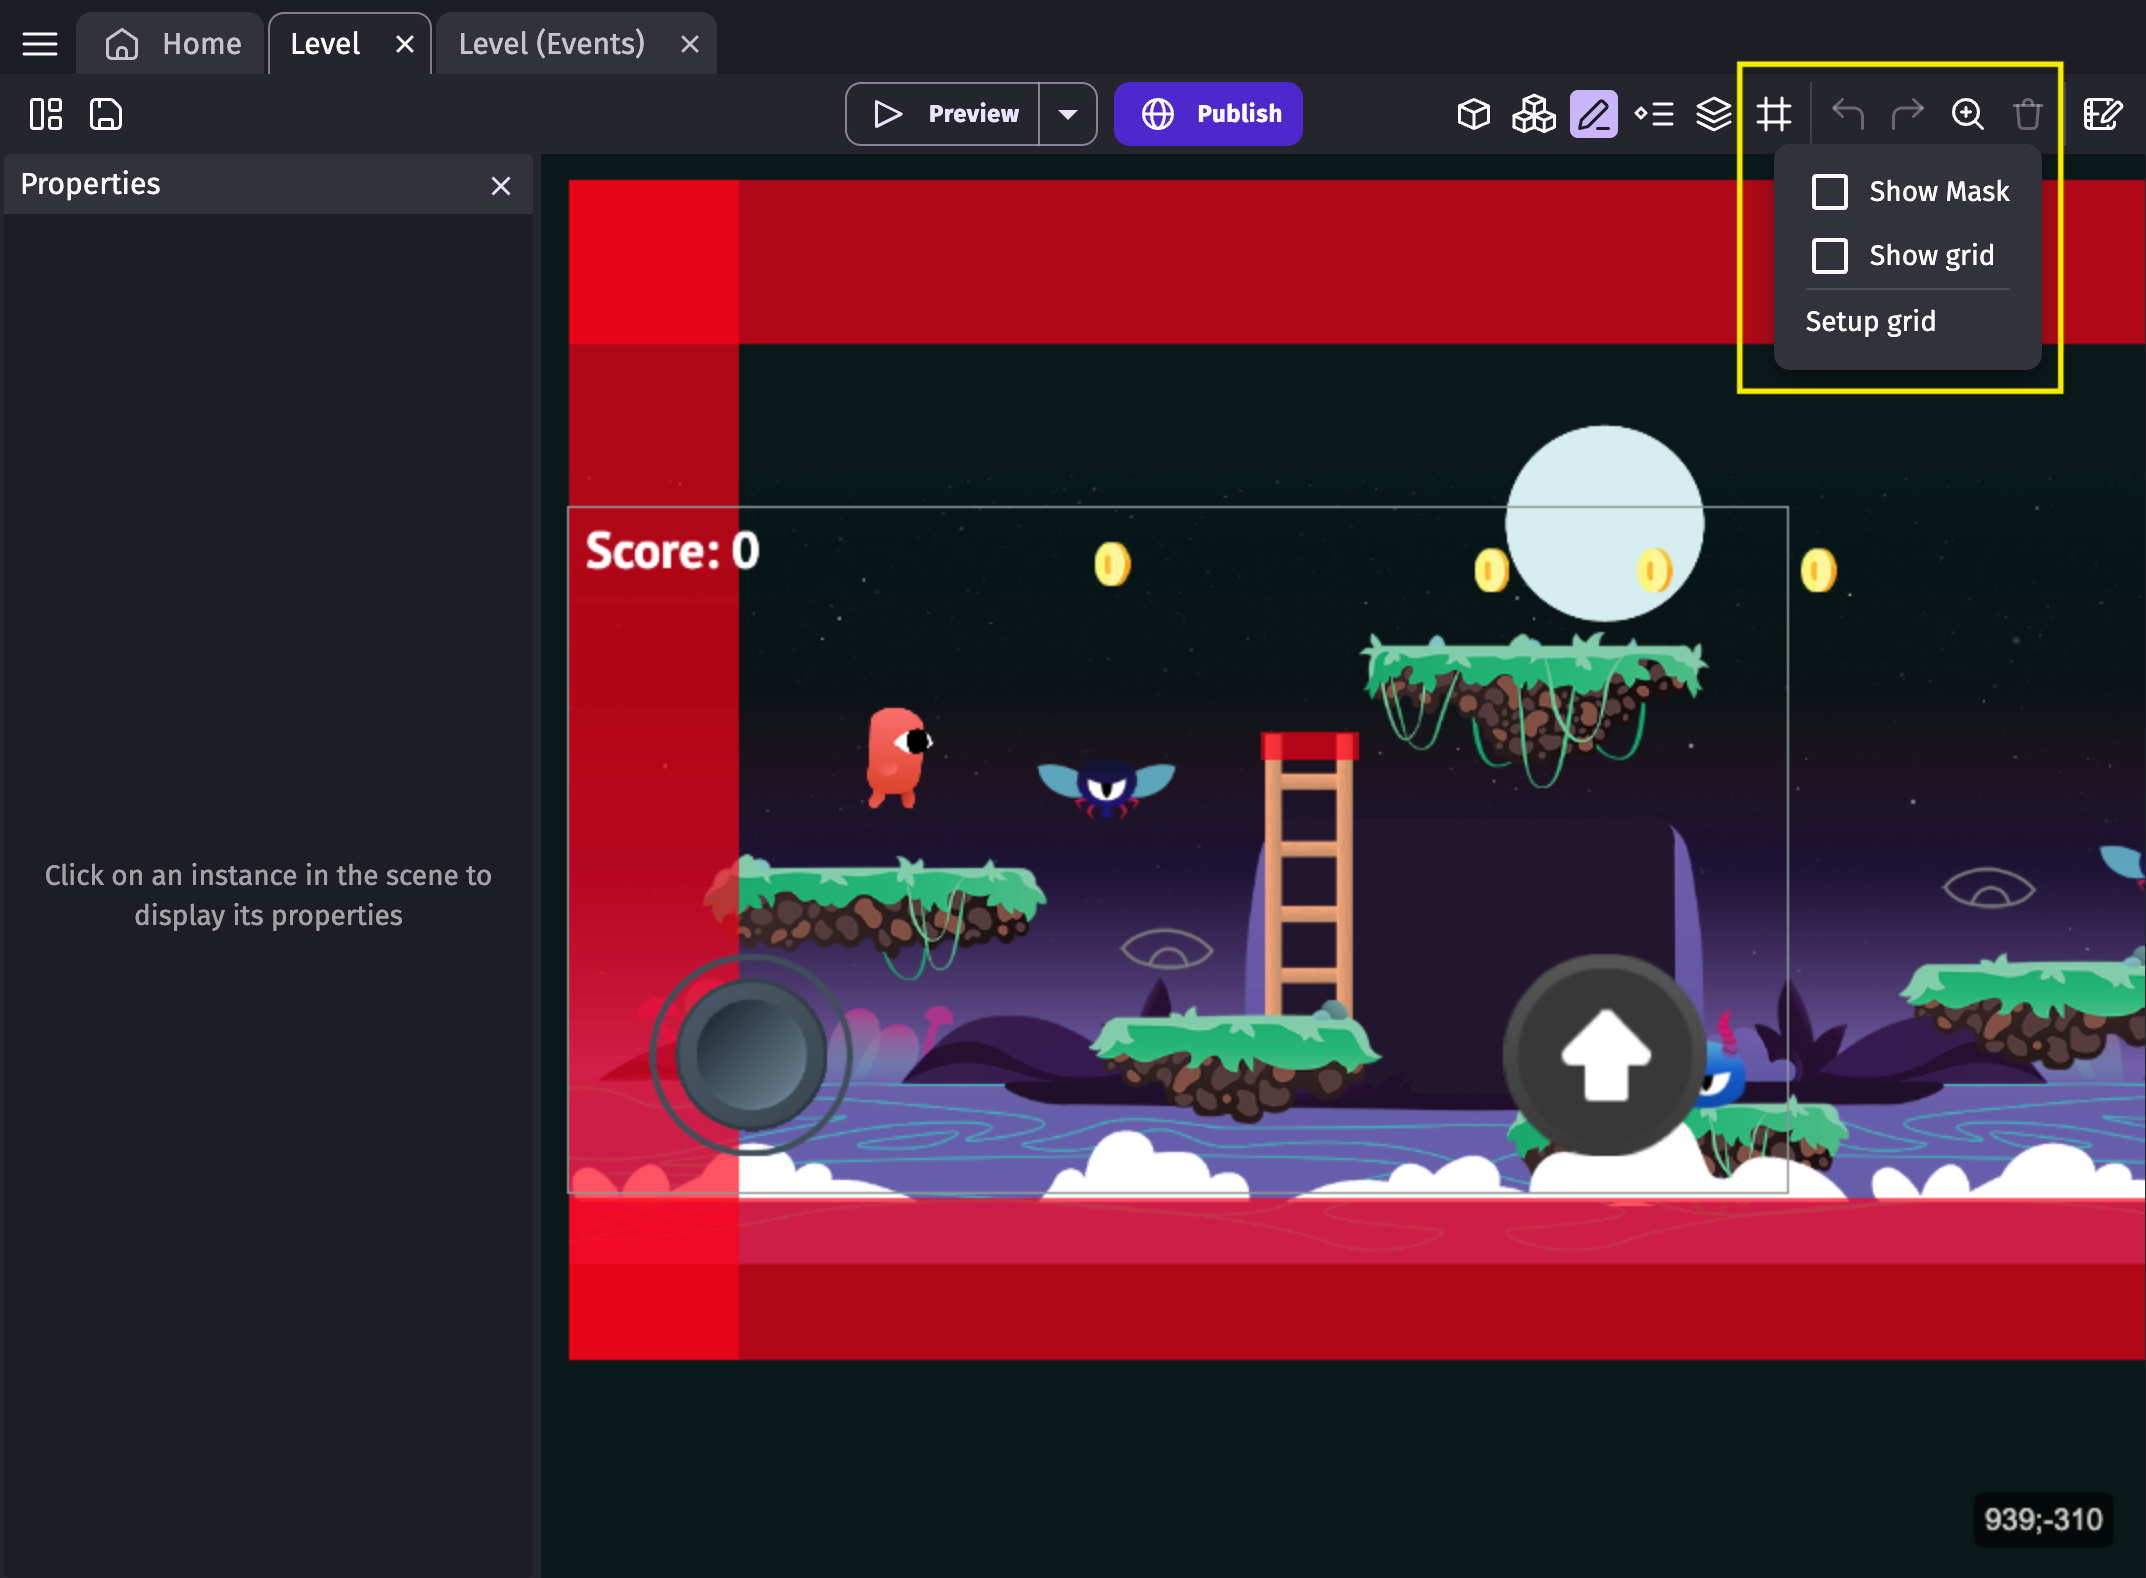 Home
Level
Level (Events)
Preview
Publish
Properties
Show Mask
Show grid
Setup grid
Score: 0
Click on an instance in the scene to
display its properties
939;-310